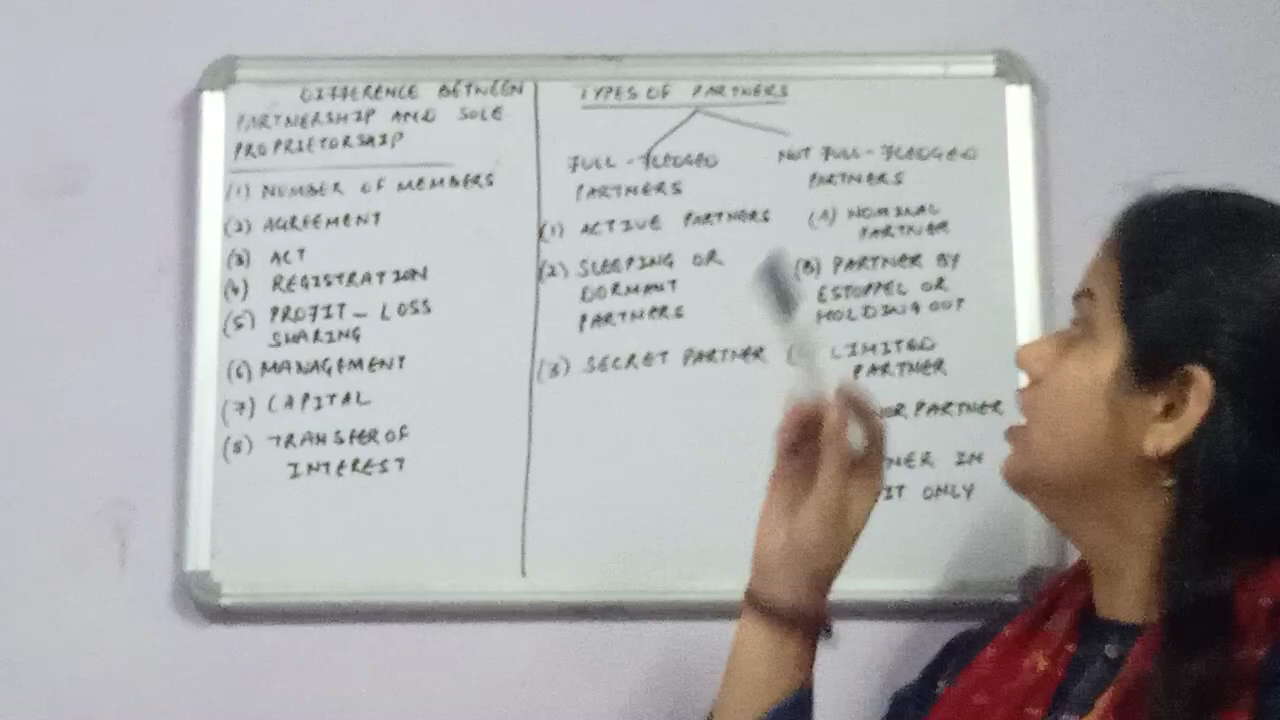 DIFFERENCE BETWEEN
PARTNERSHIP AND SOLE
PROPRIETORSHIP
(1) NUMBER OF MEMBERS
(2) AGREEMENT
(3) ACT
(4) REGISTRATION
(5) PROFIT - LOSS
SHARING
(6) MANAGEMENT
(7) CAPITAL
(8) TRANSFER OF
INTEREST
TYPES OF PARTNERS
FULL - FLEDGED
PARTNERS
(1) ACTIVE PARTNERS
(2) SLEEPING OR
DORMANT
PARTNERS
(3) SECRET PARTNER
NOT FULL - FLEDGED
PARTNERS
(A) NOMINAL
PARTNER
(B) PARTNER BY
ESTOPPEL OR
HOLDING OUT
LIMITED
PARTNER
PARTNER
IN
ONLY